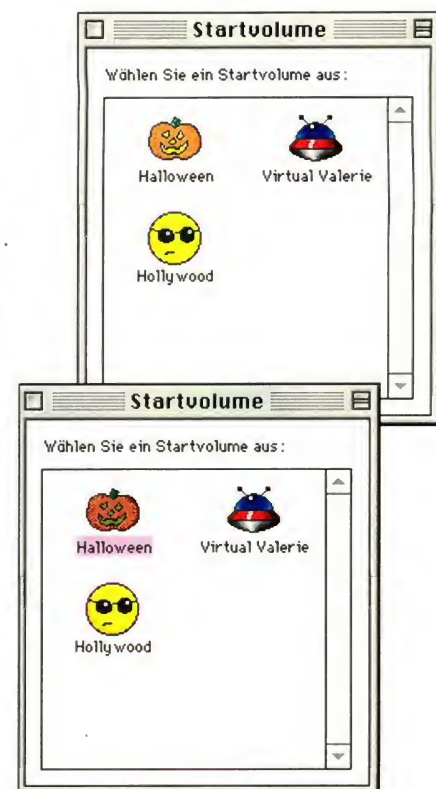 Startvolume
Wählen Sie ein Startvolume aus:
Halloween Virtual Valerie
Hollywood
Startvolume
Wählen Sie ein Startvolume aus:
Halloween Virtual Valerie
Hollywood